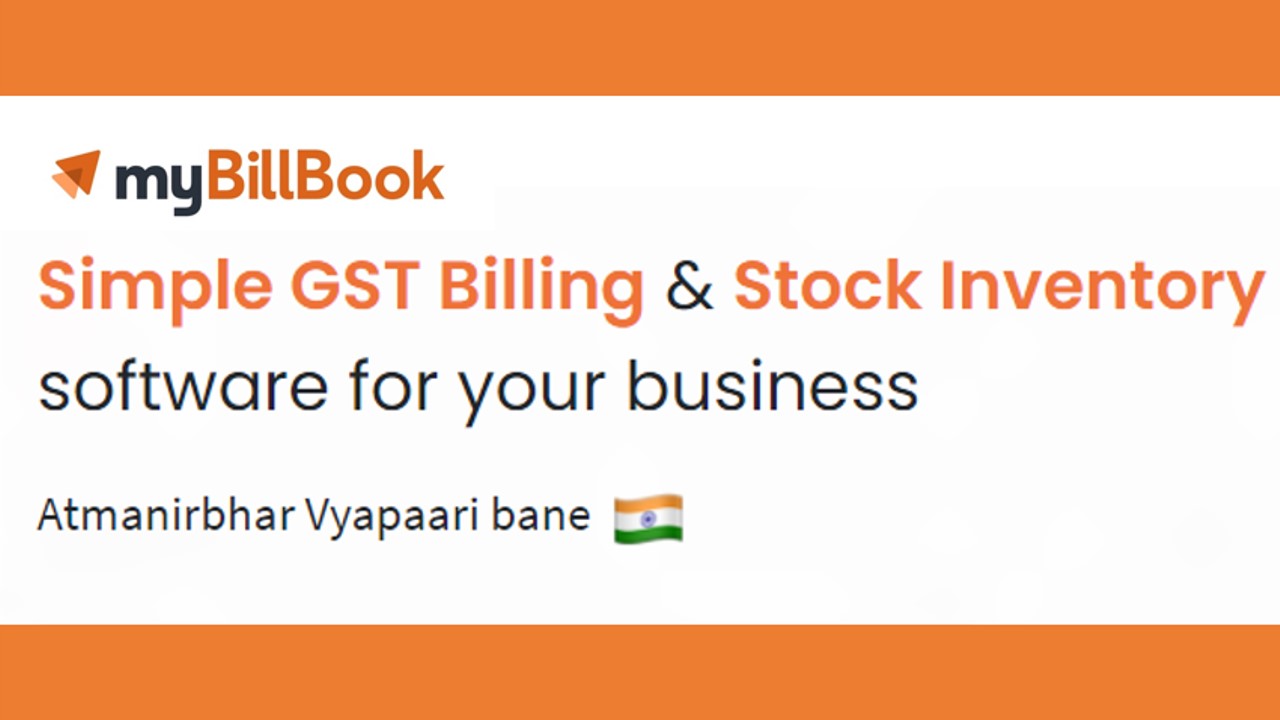 myBillBook
Simple GST Billing & Stock Inventory
software for your business
Atmanirbhar Vyapaari bane 🇮🇳